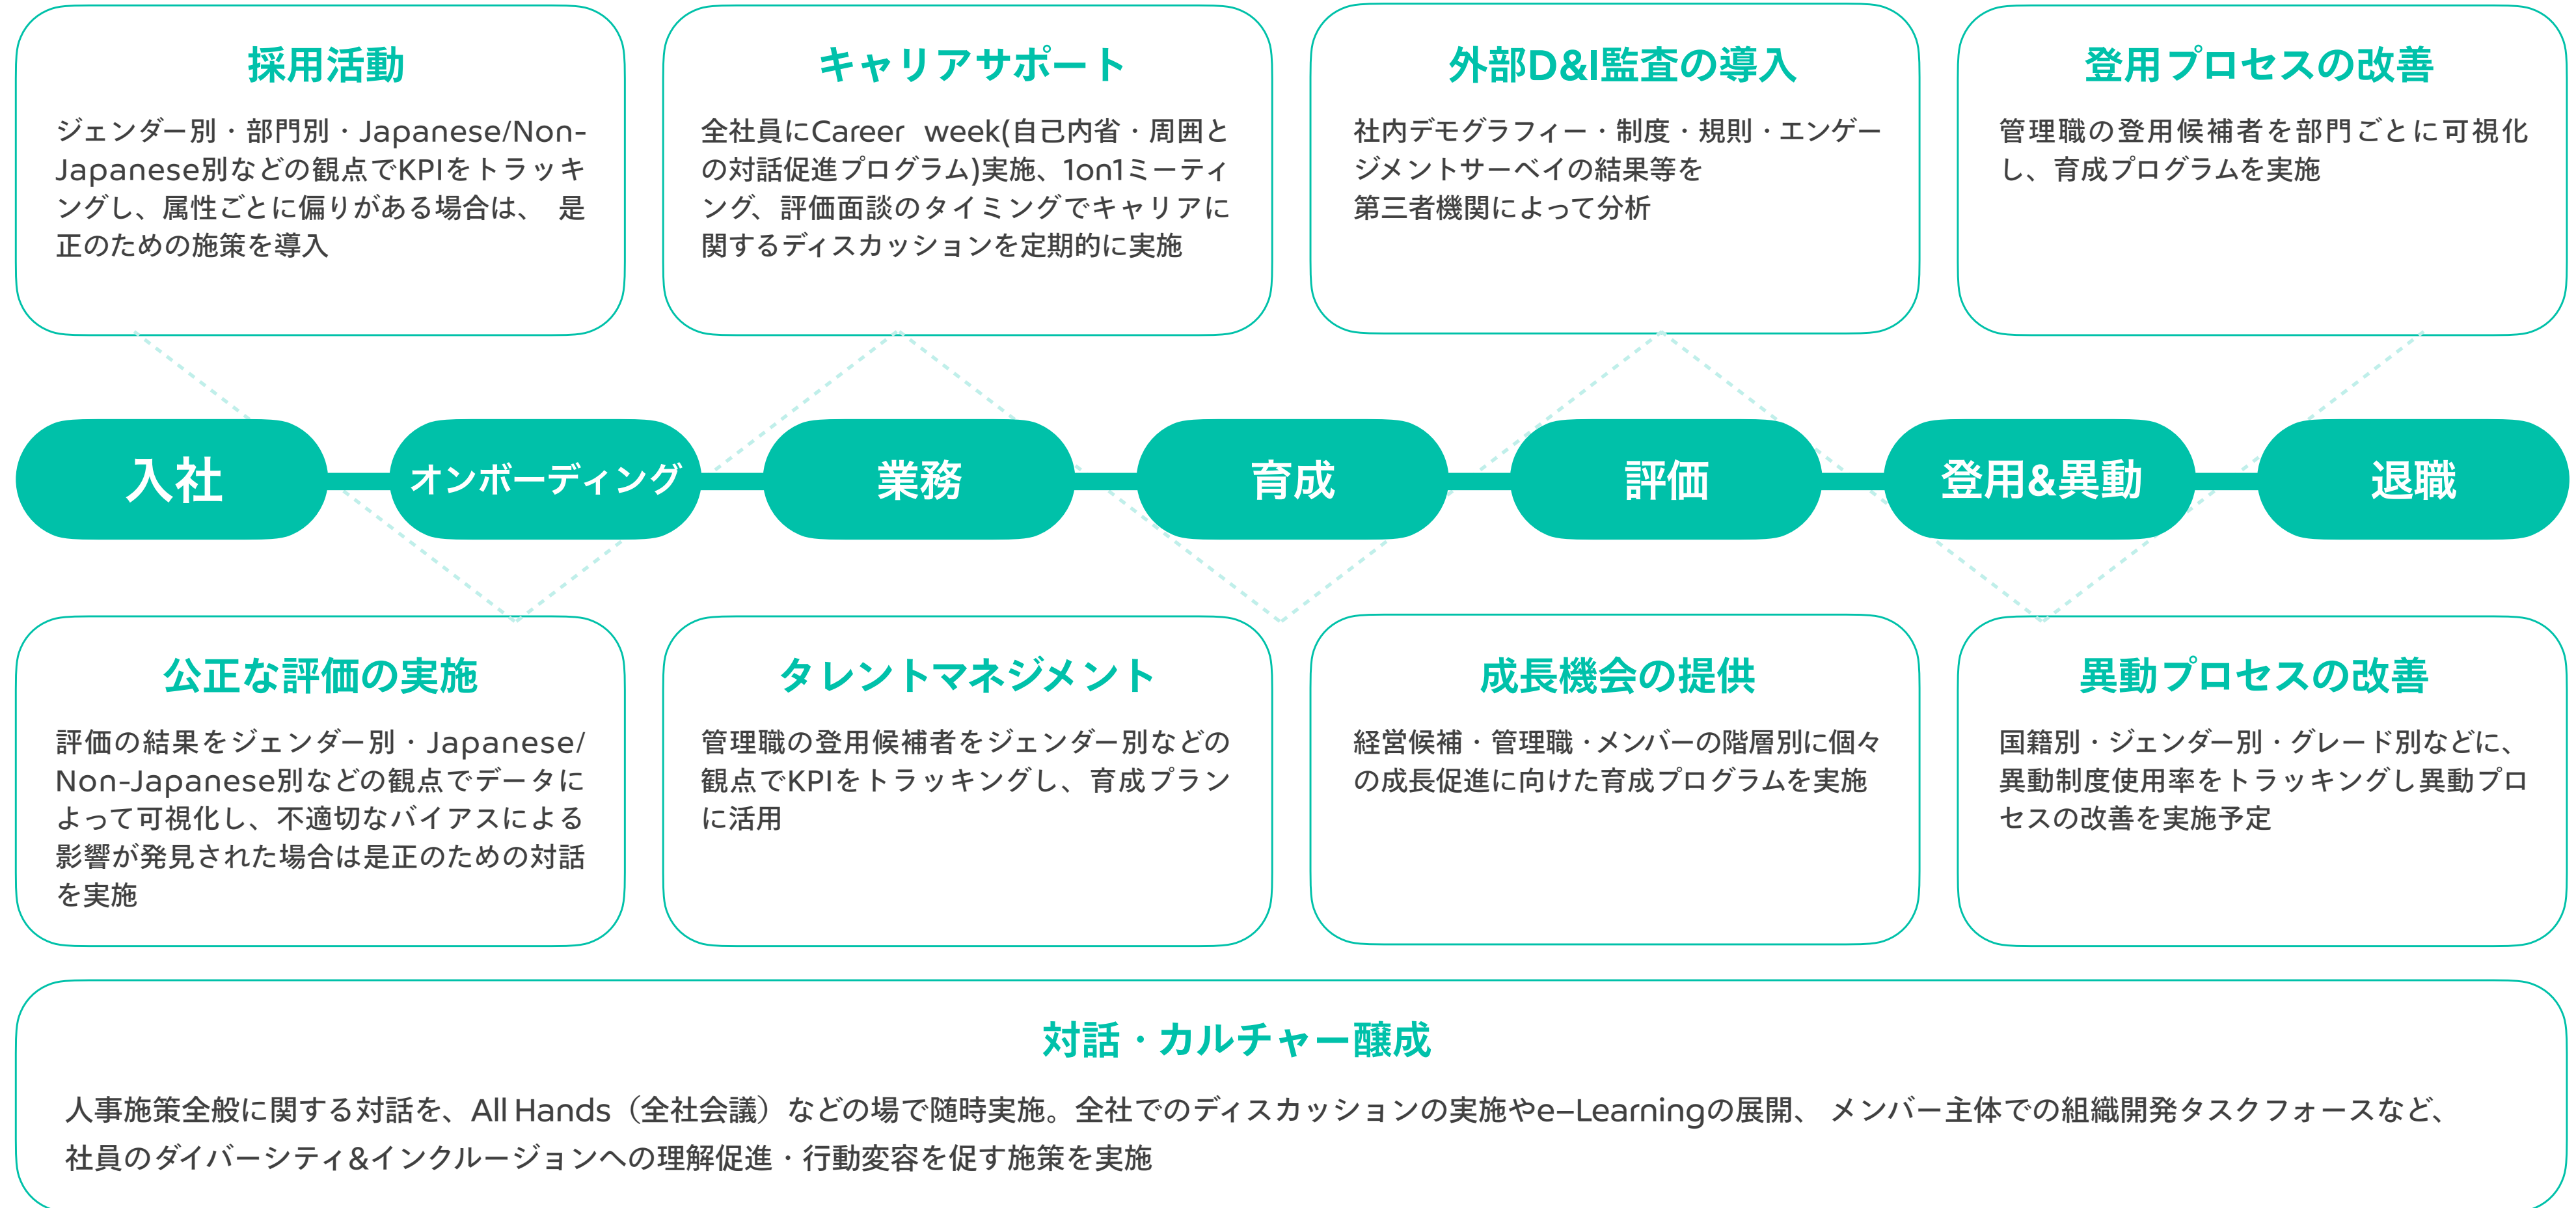 採用活動
ジェンダー別・部門別・Japanese/Non-
Japanese別などの観点でKPIをトラッキ
ングし、属性ごとに偏りがある場合は、 是
正のための施策を導入
キャリアサポート
全社員にCareer week(自己内省・周囲と
の対話促進プログラム)実施、1on1ミーティ
ング、評価面談のタイミングでキャリアに
関するディスカッションを定期的に実施
外部D&I監査の導入
社内デモグラフィー・制度・規則・エンゲー
ジメントサーベイの結果等を
第三者機関によって分析
登用プロセスの改善
管理職の登用候補者を部門ごとに可視化
し、育成プログラムを実施
入社
オンボーディング
業務
育成
評価
登用&異動
退職
公正な評価の実施
評価の結果をジェンダー別・Japanese/
Non-Japanese別などの観点でデータに
よって可視化し、不適切なバイアスによる
影響が発見された場合は是正のための対話
を実施
タレントマネジメント
管理職の登用候補者をジェンダー別などの
観点でKPIをトラッキングし、育成プラン
に活用
成長機会の提供
経営候補・管理職・メンバーの階層別に個々
の成長促進に向けた育成プログラムを実施
異動プロセスの改善
国籍別・ジェンダー別・グレード別などに、
異動制度使用率をトラッキングし異動プロ
セスの改善を実施予定
対話・カルチャー醸成
人事施策全般に関する対話を、All Hands（全社会議）などの場で随時実施。全社でのディスカッションの実施やe–Learningの展開、 メンバー主体での組織開発タスクフォースなど、
社員のダイバーシティ&インクルージョンへの理解促進・行動変容を促す施策を実施